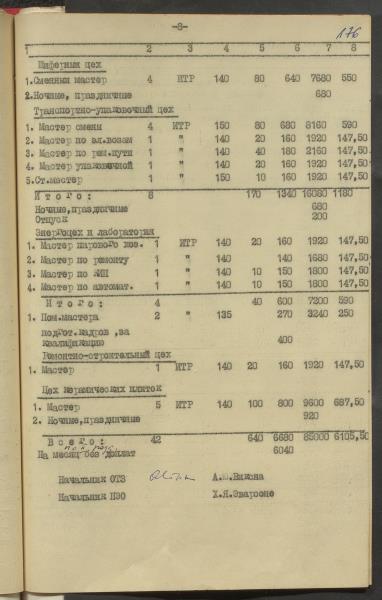 -8-
176
1 2 3 4 5 6 7 8
Шиферный цех
1.Сменный мастер 4 ИТР 140 80 640 7680 550
2.Ночные, праздничные 680
Транспортно-упаковочный цех
1. Мастер смены 4 ИТР 150 80 680 8160 590
2. Мастер по эл.возам 1 " 140 20 160 1920 147,50
3. Мастер по рем.пути 1 " 140 40 180 2160 147,50
4. Мастер упаковочной 1 " 140 20 160 1920 147,50
5.Ст.мастер 1 " 150 10 160 1920 147,50
Итого: 8 170 1340 16080 1180
Ночные,праздничные 680
Отпуск 200
Энергоцех и лаборатория
1. Мастер парового хоз. 1 ИТР 140 20 160 1920 147,50
2. Мастер по ремонту 1 " 140 140 1680 147,50
3. Мастер по КИП 1 " 140 10 150 1800 147,50
4. Мастер по автомат. 1 " 140 10 150 1800 147,50
Итого: 4 40 600 7200 590
1. Пом.мастера 2 " 135 270 3240 250
подгот.кадров, за
квалификацию 400
Ремонтно-строительный цех
1. Мастер 1 ИТР 140 20 160 1920 147,50
Цех керамических плиток
1. Мастер 5 ИТР 140 100 800 9600 687,50
2. Ночные,праздничные 920
Всего: 42 640 6680 85000 6105,50
На месяц без доплат 6040
Начальник ОТЗ А.Ю.Викона
Начальник ПЭО Х.Я.Эварсоне